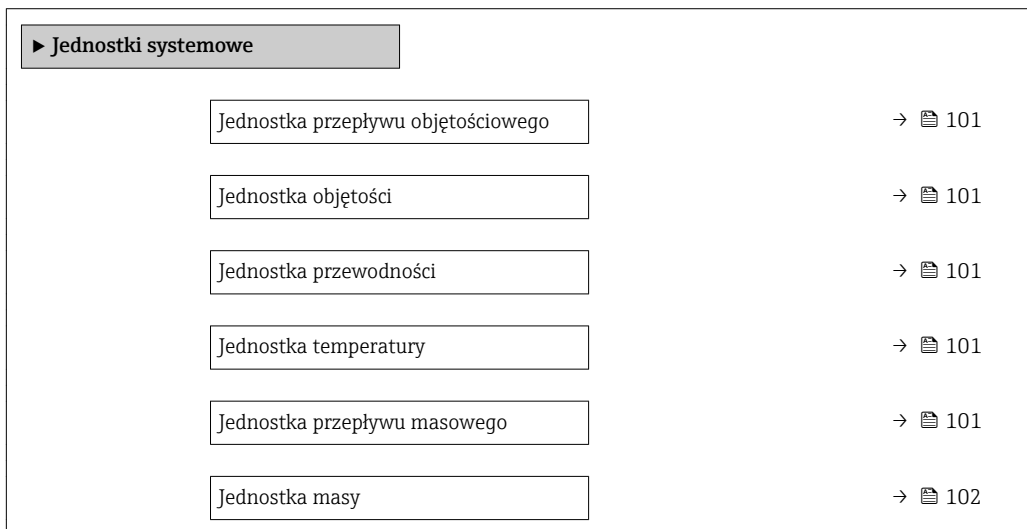 ▶ Jednostki systemowe
Jednostka przepływu objętościowego → 101
Jednostka objętości → 101
Jednostka przewodności → 101
Jednostka temperatury → 101
Jednostka przepływu masowego → 101
Jednostka masy → 102